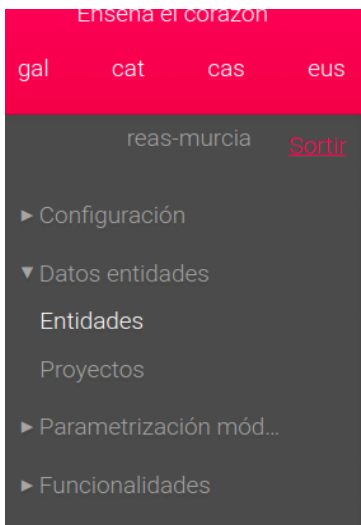 Enseña el corazón
gal cat cas eus
reas-murcia Sortir
► Configuración
▼ Datos entidades
Entidades
Proyectos
► Parametrización mód...
► Funcionalidades